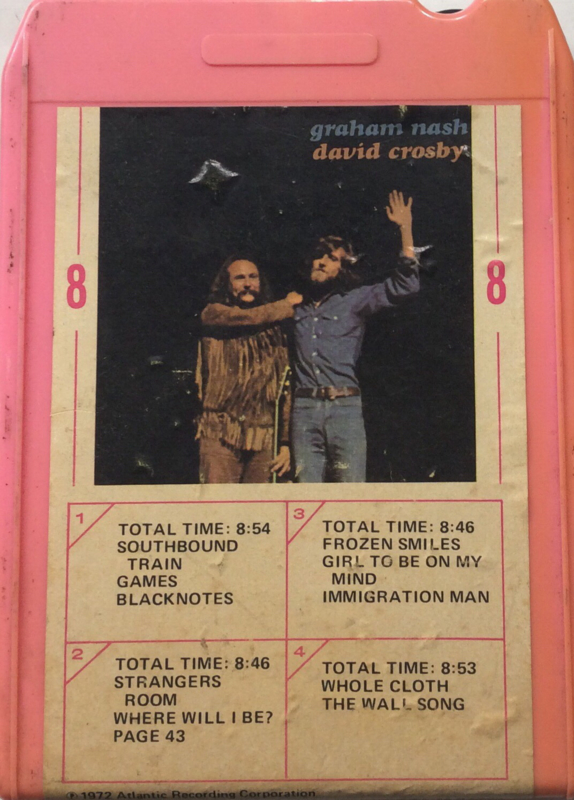 graham nash
david crosby
8
8
1
TOTAL TIME: 8:54
SOUTHBOUND
TRAIN
GAMES
BLACKNOTES
3
TOTAL TIME: 8:46
FROZEN SMILES
GIRL TO BE ON MY
MIND
IMMIGRATION MAN
2
TOTAL TIME: 8:46
STRANGERS
ROOM
WHERE WILL I BE?
PAGE 43
4
TOTAL TIME: 8:53
WHOLE CLOTH
THE WALL SONG
℗ 1972 Atlantic Recording Corporation